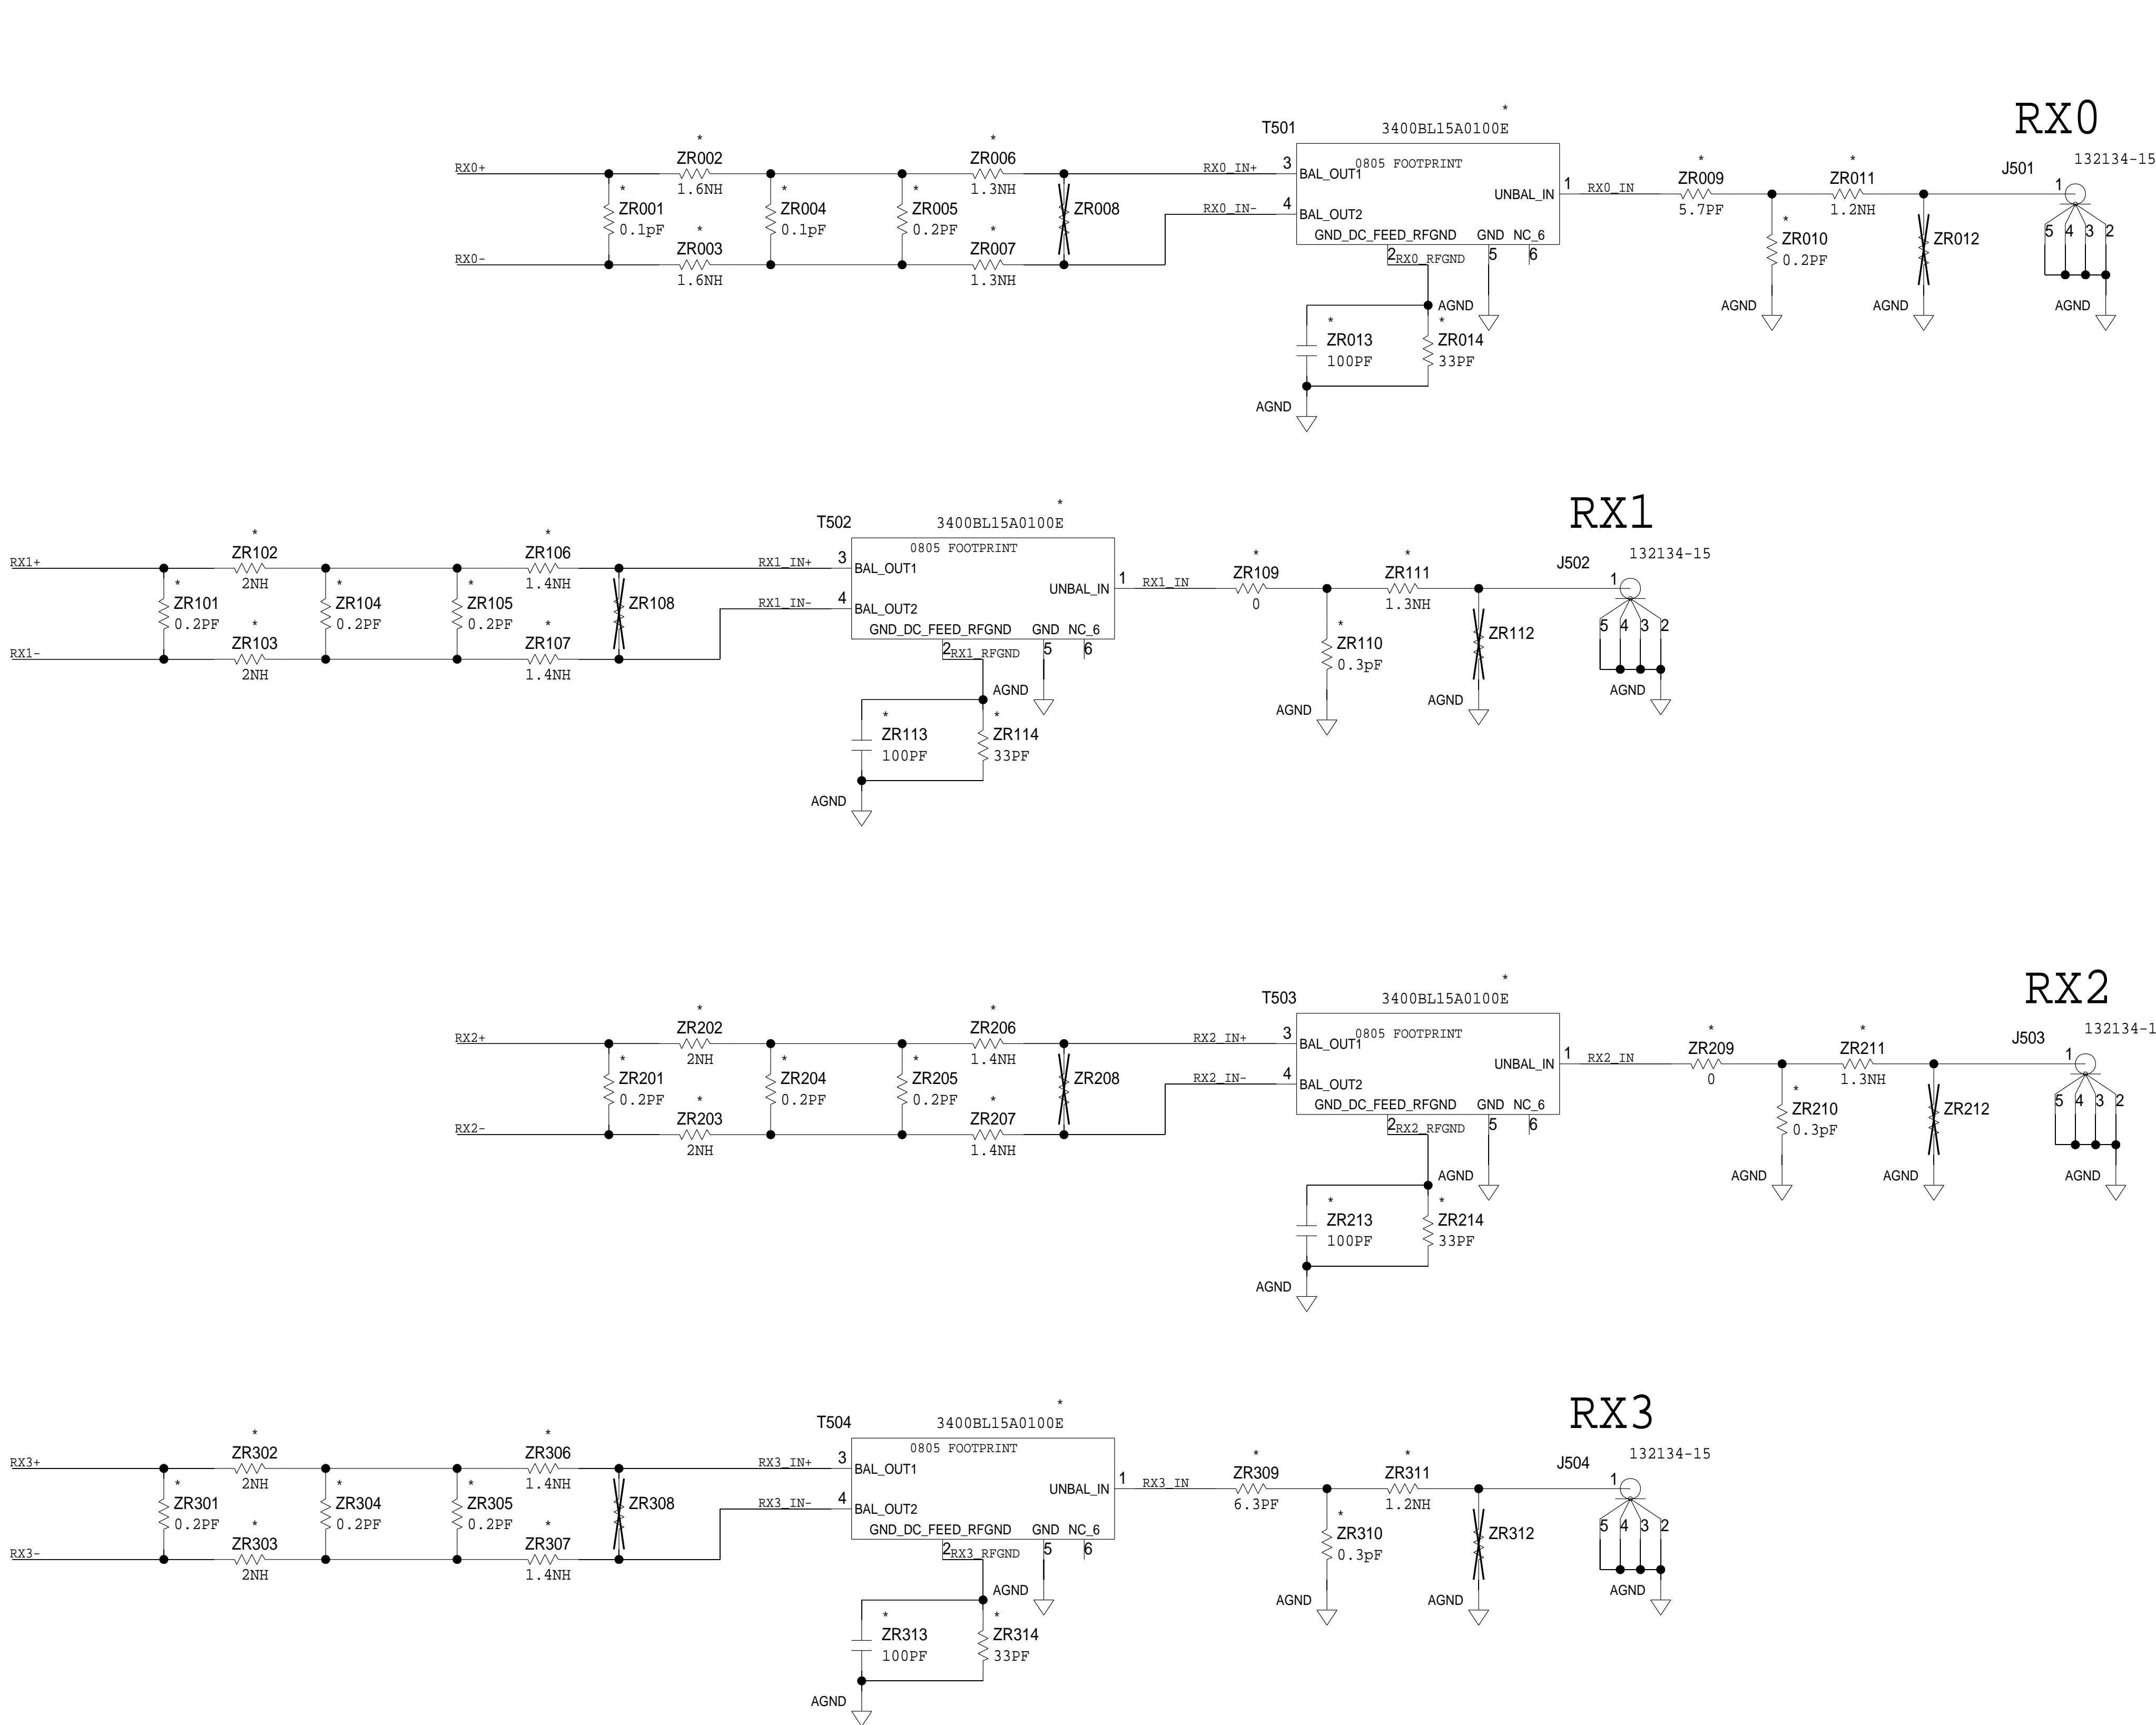 RX0
*
T501
3400BL15A0100E
0805 FOOTPRINT
3
BAL_OUT1
4
BAL_OUT2
UNBAL_IN
1
GND_DC_FEED_RFGND
GND
NC_6
2
5
6
RX0_RFGND
RX0+
RX0-
*
ZR002
1.6NH
*
ZR001
0.1pF
*
ZR003
1.6NH
*
ZR004
0.1pF
*
ZR005
0.2PF
*
ZR006
1.3NH
*
ZR007
1.3NH
ZR008
RX0_IN+
RX0_IN-
RX0_IN
*
ZR009
5.7PF
*
ZR011
1.2NH
*
ZR010
0.2PF
AGND
ZR012
AGND
J501
132134-15
1
5 4 3 2
AGND
AGND
*
ZR013
100PF
*
ZR014
33PF
AGND
RX1
*
T502
3400BL15A0100E
0805 FOOTPRINT
3
BAL_OUT1
4
BAL_OUT2
UNBAL_IN
1
GND_DC_FEED_RFGND
GND
NC_6
2
5
6
RX1_RFGND
RX1+
RX1-
*
ZR102
2NH
*
ZR101
0.2PF
*
ZR103
2NH
*
ZR104
0.2PF
*
ZR105
0.2PF
*
ZR106
1.4NH
*
ZR107
1.4NH
ZR108
RX1_IN+
RX1_IN-
RX1_IN
*
ZR109
0
*
ZR111
1.3NH
*
ZR110
0.3pF
AGND
ZR112
AGND
J502
132134-15
1
5 4 3 2
AGND
AGND
*
ZR113
100PF
*
ZR114
33PF
AGND
RX2
*
T503
3400BL15A0100E
0805 FOOTPRINT
3
BAL_OUT1
4
BAL_OUT2
UNBAL_IN
1
GND_DC_FEED_RFGND
GND
NC_6
2
5
6
RX2_RFGND
RX2+
RX2-
*
ZR202
2NH
*
ZR201
0.2PF
*
ZR203
2NH
*
ZR204
0.2PF
*
ZR205
0.2PF
*
ZR206
1.4NH
*
ZR207
1.4NH
ZR208
RX2_IN+
RX2_IN-
RX2_IN
*
ZR209
0
*
ZR211
1.3NH
*
ZR210
0.3pF
AGND
ZR212
AGND
J503
132134-1
1
5 4 3 2
AGND
AGND
*
ZR213
100PF
*
ZR214
33PF
AGND
RX3
*
T504
3400BL15A0100E
0805 FOOTPRINT
3
BAL_OUT1
4
BAL_OUT2
UNBAL_IN
1
GND_DC_FEED_RFGND
GND
NC_6
2
5
6
RX3_RFGND
RX3+
RX3-
*
ZR302
2NH
*
ZR301
0.2PF
*
ZR303
2NH
*
ZR304
0.2PF
*
ZR305
0.2PF
*
ZR306
1.4NH
*
ZR307
1.4NH
ZR308
RX3_IN+
RX3_IN-
RX3_IN
*
ZR309
6.3PF
*
ZR311
1.2NH
*
ZR310
0.3pF
AGND
ZR312
AGND
J504
132134-15
1
5 4 3 2
AGND
AGND
*
ZR313
100PF
*
ZR314
33PF
AGND